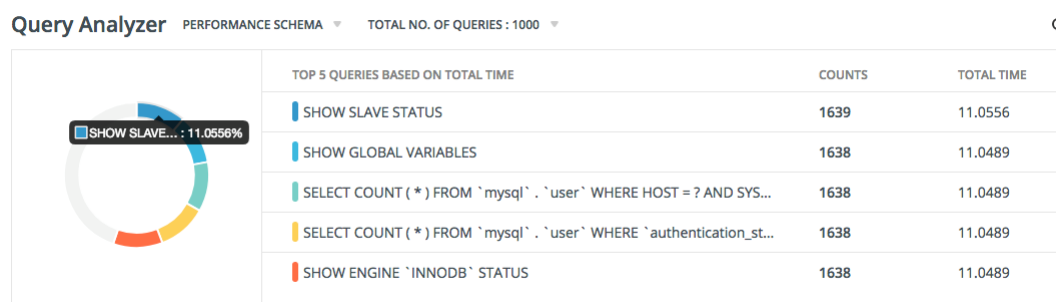 Query Analyzer PERFORMANCE SCHEMA TOTAL NO. OF QUERIES : 1000
TOP 5 QUERIES BASED ON TOTAL TIME COUNTS TOTAL TIME
SHOW SLAVE STATUS 1639 11.0556
SHOW SLAVE... : 11.0556%
SHOW GLOBAL VARIABLES 1638 11.0489
SELECT COUNT ( * ) FROM `mysql` . `user` WHERE HOST = ? AND SYS... 1638 11.0489
SELECT COUNT ( * ) FROM `mysql` . `user` WHERE `authentication_st... 1638 11.0489
SHOW ENGINE `INNODB` STATUS 1638 11.0489